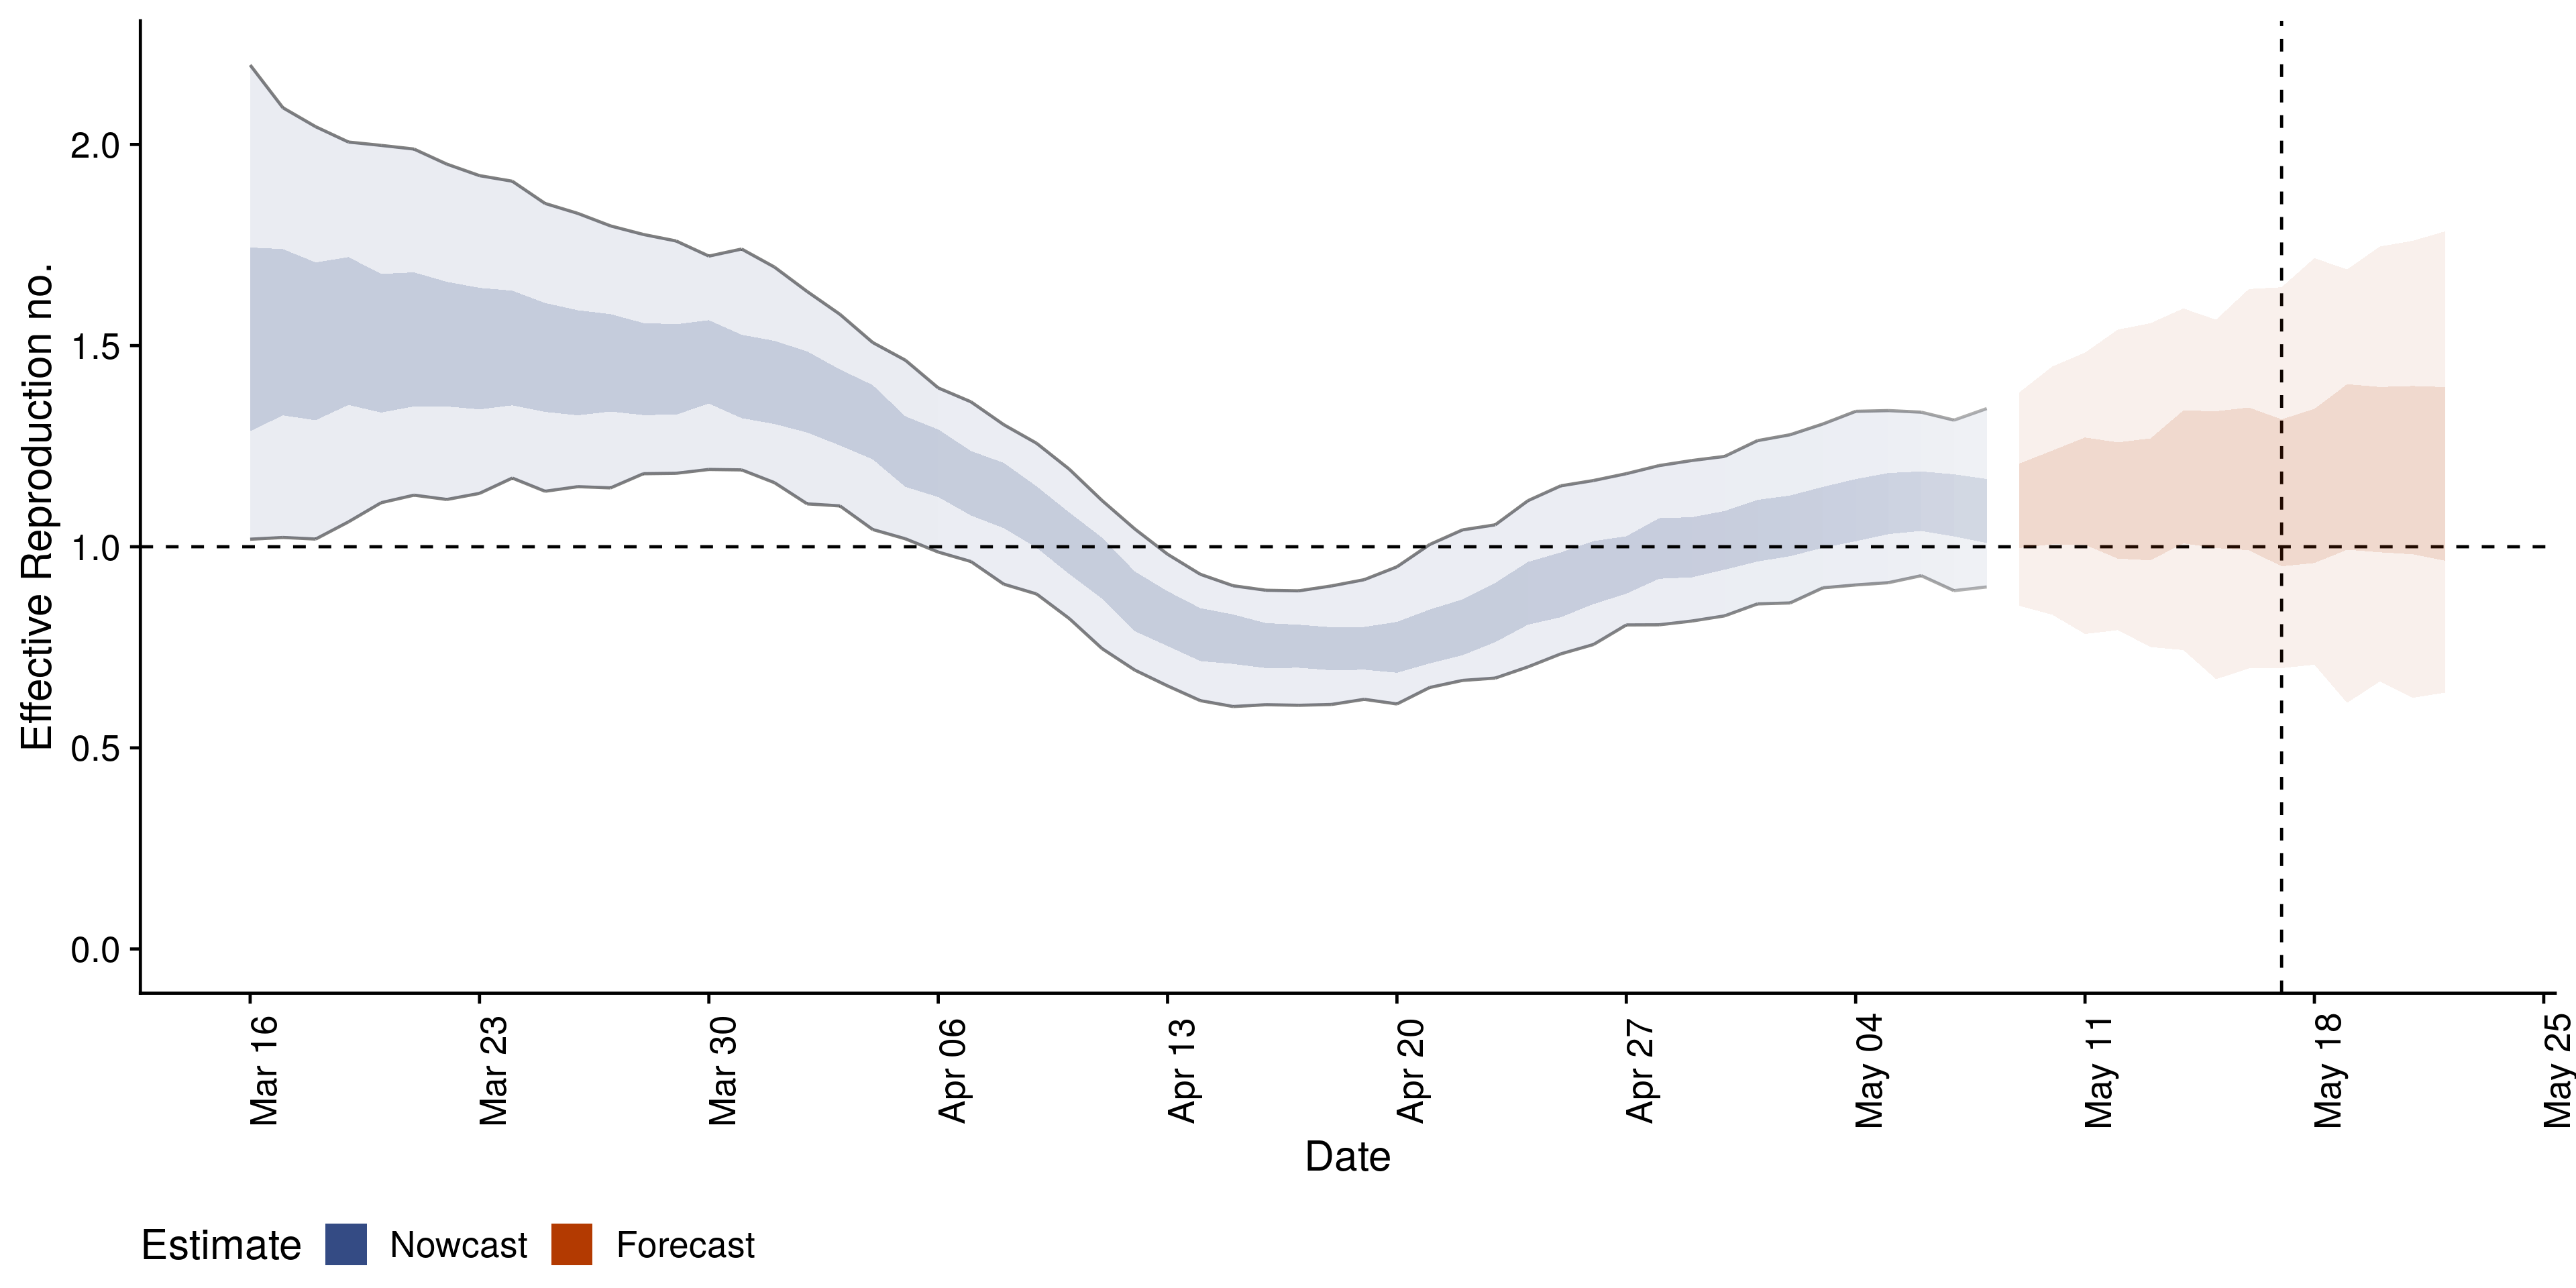 Effective Reproduction no.
2.0
1.5
1.0
0.5
0.0
Mar 16
Mar 23
Mar 30
Apr 06
Apr 13
Apr 20
Apr 27
May 04
May 11
May 18
May 25
Date
Estimate Nowcast Forecast